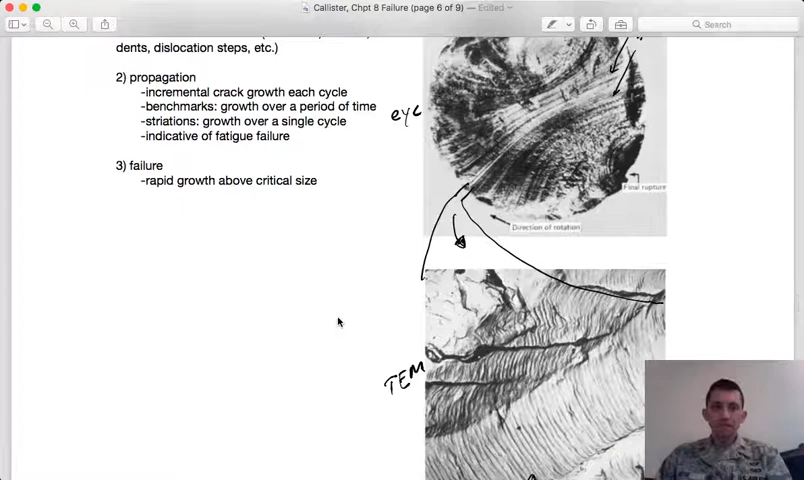 Callister, Chpt 8 Failure (page 6 of 9) — Edited
Search
dents, dislocation steps, etc.)
2) propagation
-incremental crack growth each cycle
-benchmarks: growth over a period of time
-striations: growth over a single cycle
-indicative of fatigue failure
3) failure
-rapid growth above critical size
eye
Final rupture
Direction of rotation
TEM